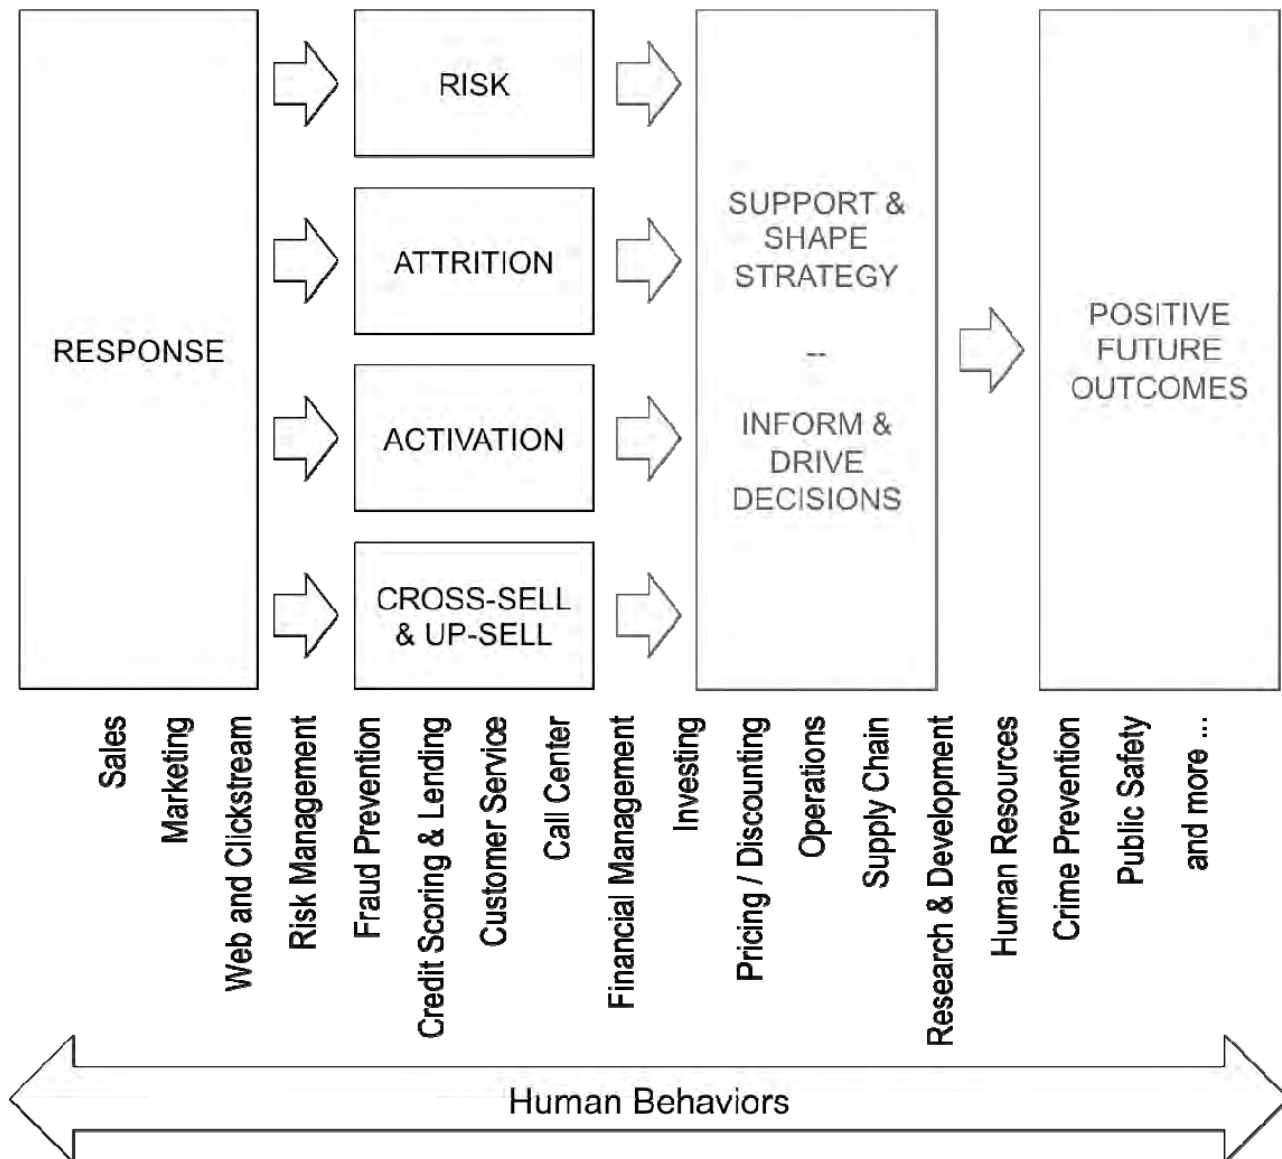 RESPONSE
RISK
ATTRITION
ACTIVATION
CROSS-SELL
& UP-SELL
SUPPORT &
SHAPE
STRATEGY
--
INFORM &
DRIVE
DECISIONS
POSITIVE
FUTURE
OUTCOMES
Sales
Marketing
Web and Clickstream
Risk Management
Fraud Prevention
Credit Scoring & Lending
Customer Service
Call Center
Financial Management
Investing
Pricing / Discounting
Operations
Supply Chain
Research & Development
Human Resources
Crime Prevention
Public Safety
and more ...
Human Behaviors